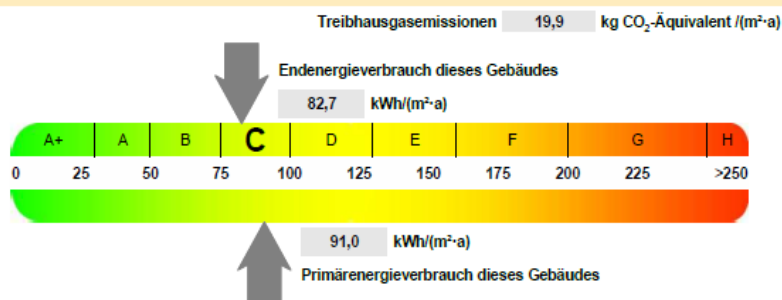 Treibhausgasemissionen 19,9 kg CO₂-Äquivalent /(m²·a)
Endenergieverbrauch dieses Gebäudes
82,7 kWh/(m²·a)
A+ A B C D E F G H
0 25 50 75 100 125 150 175 200 225 >250
91,0 kWh/(m²·a)
Primärenergieverbrauch dieses Gebäudes